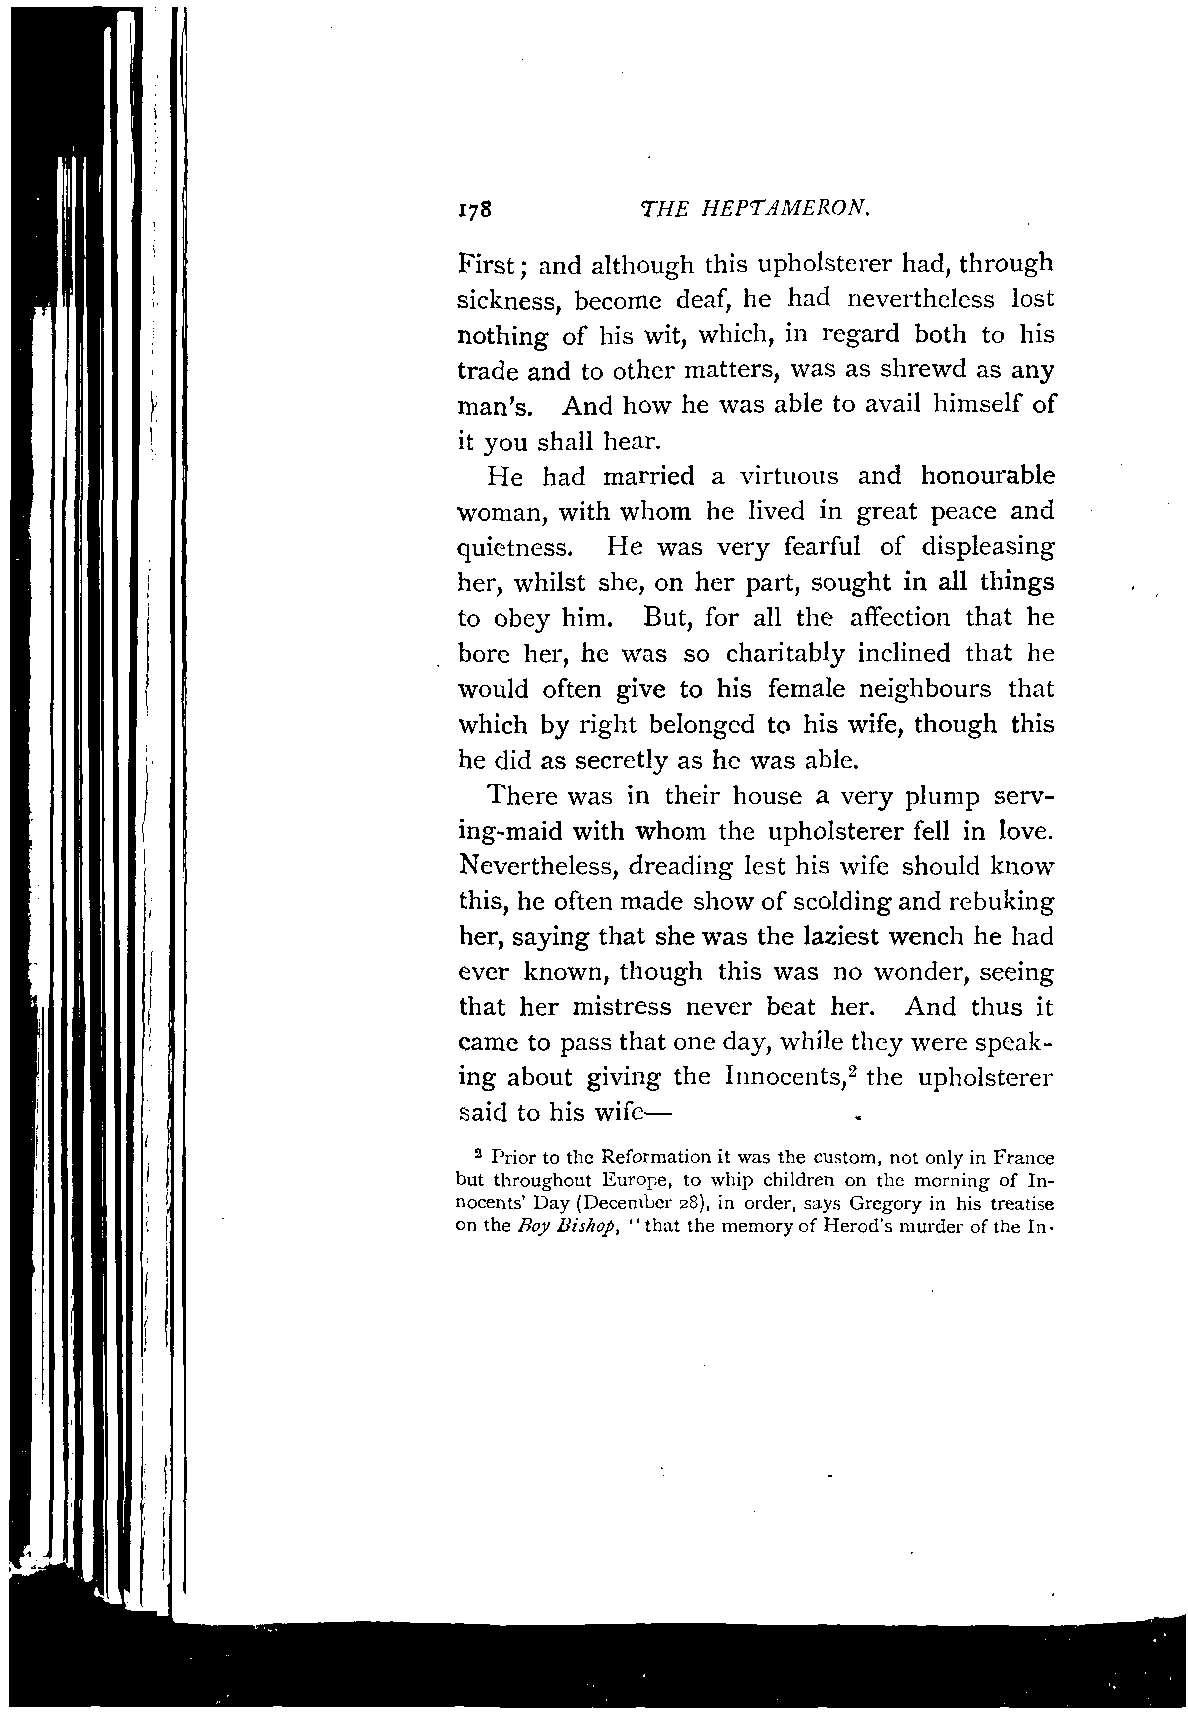 178 THE HEPTAMERON.
First; and although this upholsterer had, through
sickness, become deaf, he had nevertheless lost
nothing of his wit, which, in regard both to his
trade and to other matters, was as shrewd as any
man's. And how he was able to avail himself of
it you shall hear.
He had married a virtuous and honourable
woman, with whom he lived in great peace and
quietness. He was very fearful of displeasing
her, whilst she, on her part, sought in all things
to obey him. But, for all the affection that he
bore her, he was so charitably inclined that he
would often give to his female neighbours that
which by right belonged to his wife, though this
he did as secretly as he was able.
There was in their house a very plump serv-
ing-maid with whom the upholsterer fell in love.
Nevertheless, dreading lest his wife should know
this, he often made show of scolding and rebuking
her, saying that she was the laziest wench he had
ever known, though this was no wonder, seeing
that her mistress never beat her. And thus it
came to pass that one day, while they were speak-
ing about giving the Innocents,² the upholsterer
said to his wife—
² Prior to the Reformation it was the custom, not only in France
but throughout Europe, to whip children on the morning of In-
nocents' Day (December 28), in order, says Gregory in his treatise
on the Boy Bishop, "that the memory of Herod's murder of the In-